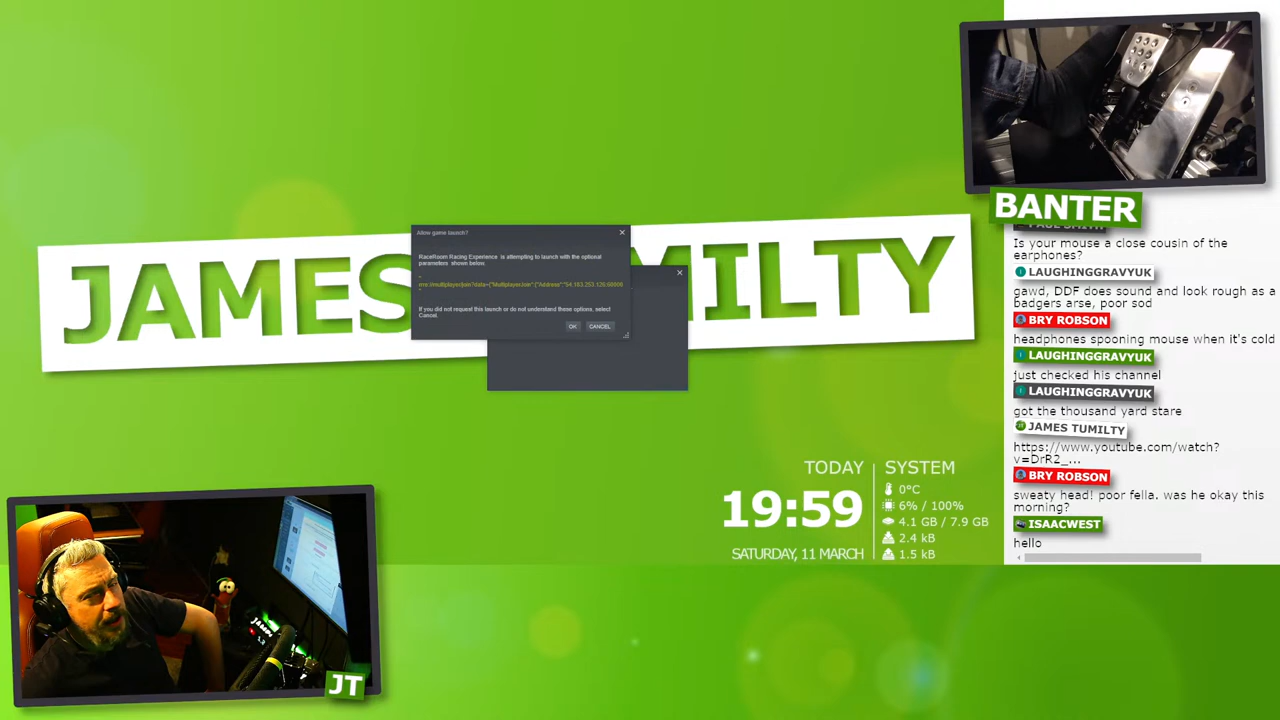 JAMES
MILTY
Allow game launch?
RaceRoom Racing Experience is attempting to launch with the optional
parameters shown below.
If you did not request this launch or do not understand these options, select
Cancel.
OK
CANCEL
BANTER
Is your mouse a close cousin of the
earphones?
LAUGHINGGRAVYUK
gawd, DDF does sound and look rough as a
badgers arse, poor sod
BRY ROBSON
headphones spooning mouse when it's cold
LAUGHINGGRAVYUK
just checked his channel
LAUGHINGGRAVYUK
got the thousand yard stare
JAMES TUMILTY
https://www.youtube.com/watch?
v=DrR2_...
BRY ROBSON
sweaty head! poor fella. was he okay this
morning?
ISAACWEST
hello
TODAY
19:59
SATURDAY, 11 MARCH
SYSTEM
0°C
6% / 100%
4.1 GB / 7.9 GB
2.4 kB
1.5 kB
JT